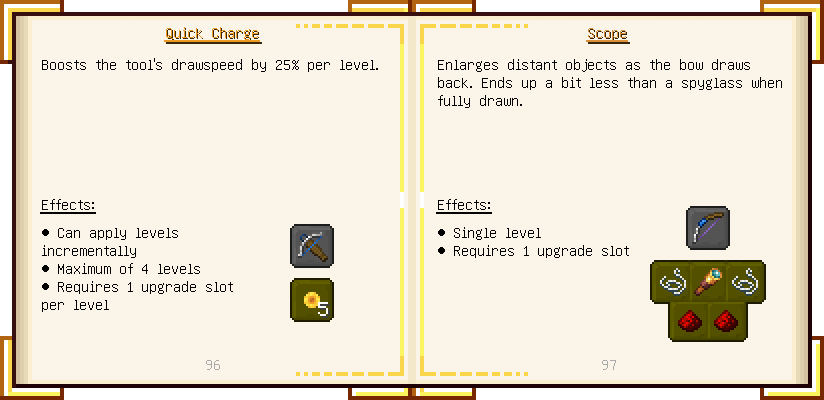 Quick Charge
Boosts the tool's drawspeed by 25% per level.
Effects:
• Can apply levels
incrementally
• Maximum of 4 levels
• Requires 1 upgrade slot
per level
5
96
Scope
Enlarges distant objects as the bow draws
back. Ends up a bit less than a spyglass when
fully drawn.
Effects:
• Single level
• Requires 1 upgrade slot
97